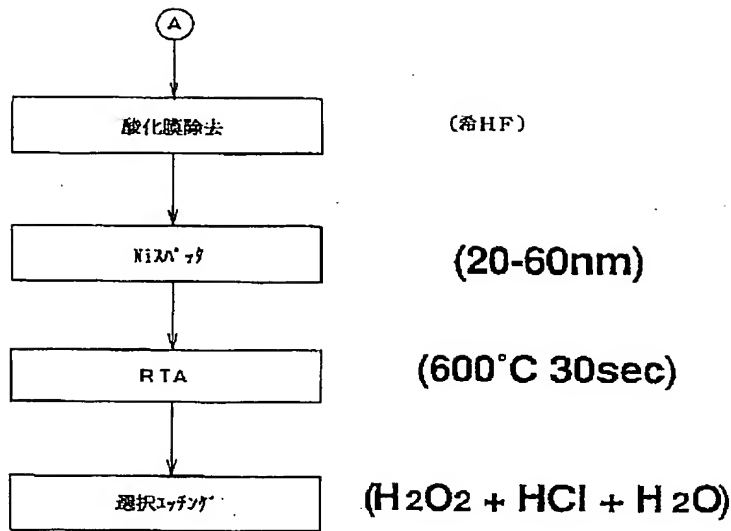 A
酸化膜除去
(希HF)
Niスパッタ
(20-60nm)
RTA
(600°C 30sec)
選択エッチング
(H2O2 + HCl + H2O)